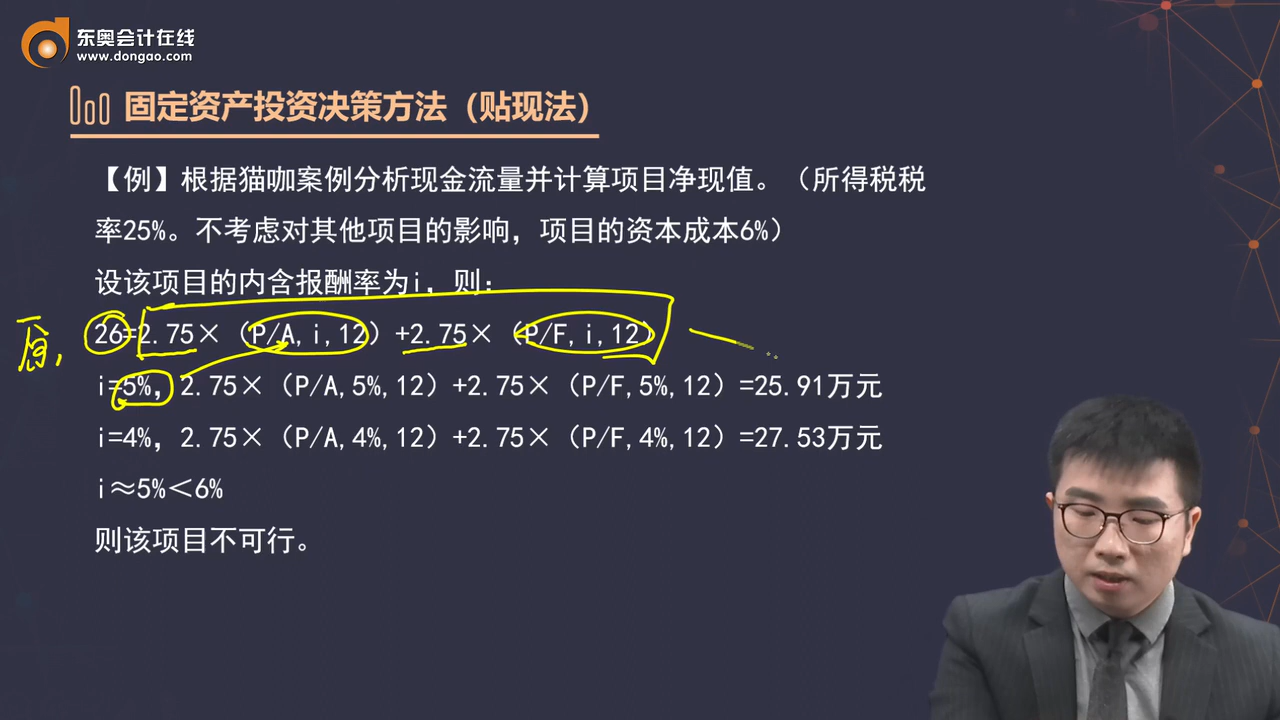 东奥会计在线
www.dongao.com
固定资产投资决策方法（贴现法）
【例】根据猫咖案例分析现金流量并计算项目净现值。（所得税税
率25%。不考虑对其他项目的影响，项目的资本成本6%）
设该项目的内含报酬率为i，则：
26=2.75×（P/A,i,12）+2.75×（P/F,i,12）
i=5%，2.75×（P/A,5%,12）+2.75×（P/F,5%,12）=25.91万元
i=4%，2.75×（P/A,4%,12）+2.75×（P/F,4%,12）=27.53万元
i≈5%＜6%
则该项目不可行。